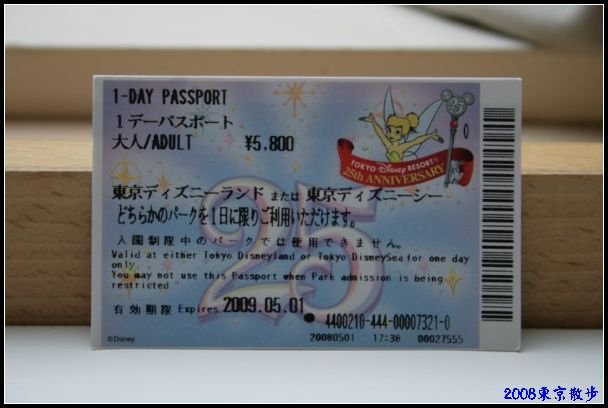 1-DAY PASSPORT
1デーパスポート
大人/ADULT ¥5,800
TOKYO Disney RESORT®
25th ANNIVERSARY
東京ディズニーランド または 東京ディズニーシー
どちらかのパークを1日に限りご利用いただけます。
入園制限中のパークでは使用できません。
Valid at either Tokyo Disneyland or Tokyo DisneySea for one day
only.
You may not use this Passport when Park admission is being
restricted.
25
有効期限 Expires 2009.05.01
4400210-444-00007321-0
©Disney
20080501 17:38 00027555
0
2008東京散步